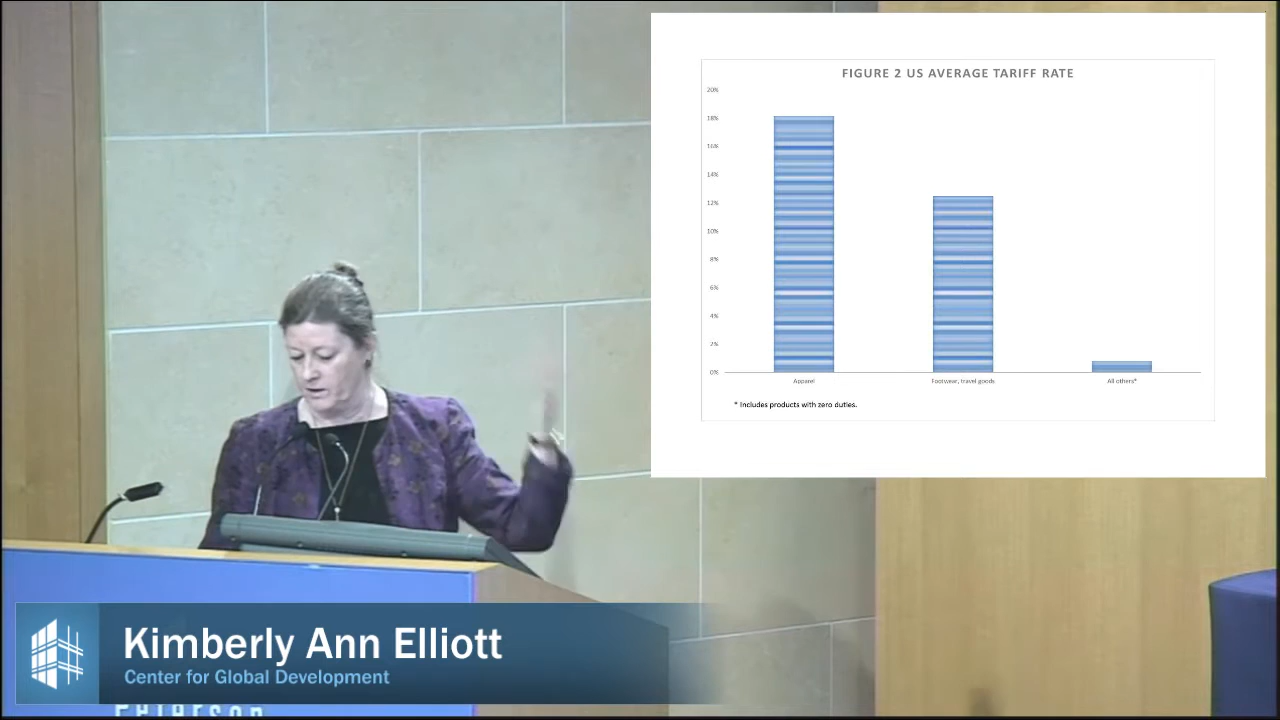 FIGURE 2 US AVERAGE TARIFF RATE
20%
18%
16%
14%
12%
10%
8%
6%
4%
2%
0%
Apparel
Footwear, travel goods
All others*
* Includes products with zero duties.
Kimberly Ann Elliott
Center for Global Development
Peterson